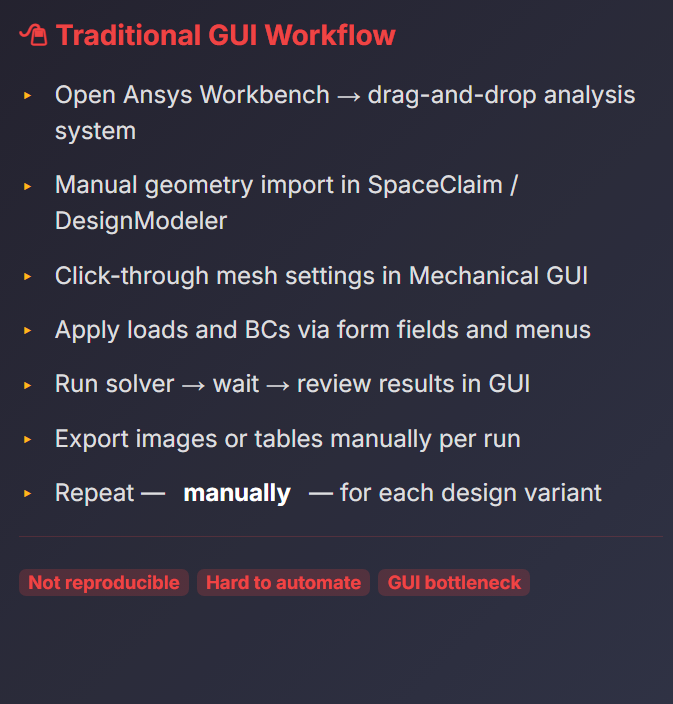 Traditional GUI Workflow
Open Ansys Workbench → drag-and-drop analysis
system
Manual geometry import in SpaceClaim /
DesignModeler
Click-through mesh settings in Mechanical GUI
Apply loads and BCs via form fields and menus
Run solver → wait → review results in GUI
Export images or tables manually per run
Repeat — manually — for each design variant
Not reproducible Hard to automate GUI bottleneck